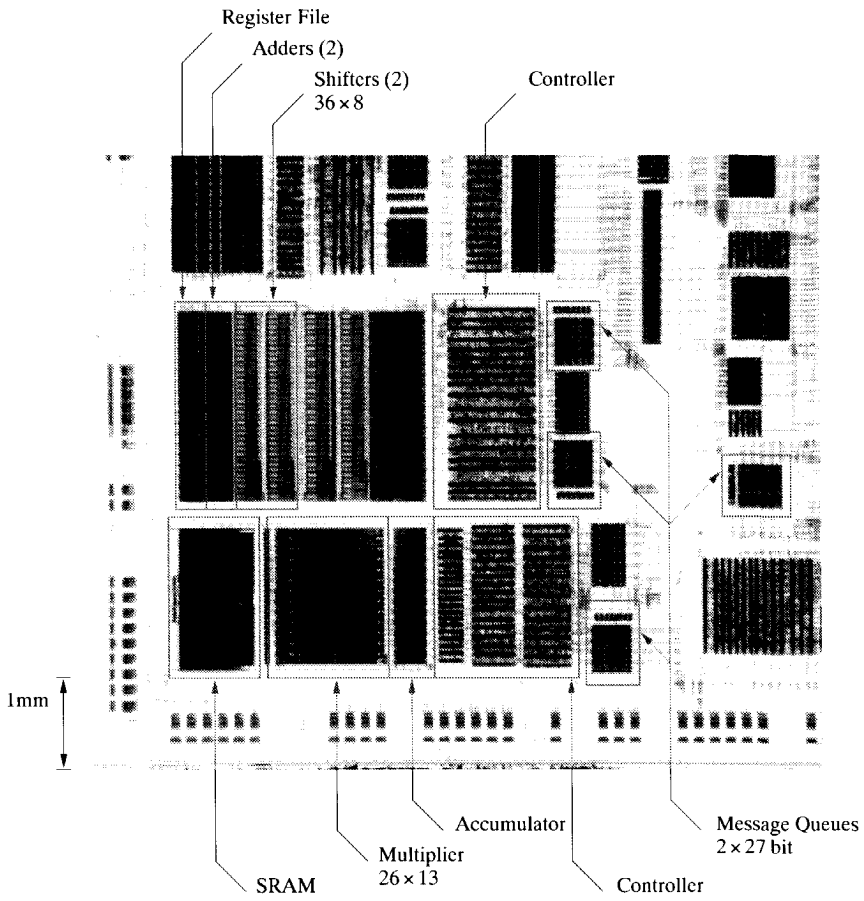 Register File
Adders (2)
Shifters (2)
36×8
Controller
1mm
Accumulator
Multiplier
26×13
SRAM
Message Queues
2×27 bit
Controller